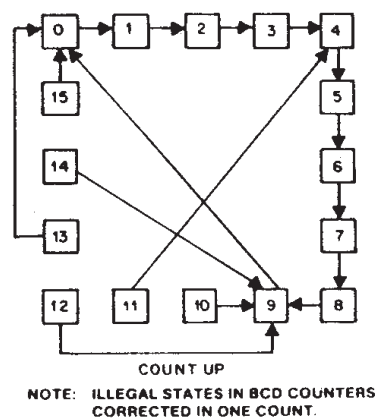 0 1 2 3 4
15 5
14 6
13 7
12 11 10 9 8
COUNT UP
NOTE: ILLEGAL STATES IN BCD COUNTERS
CORRECTED IN ONE COUNT.